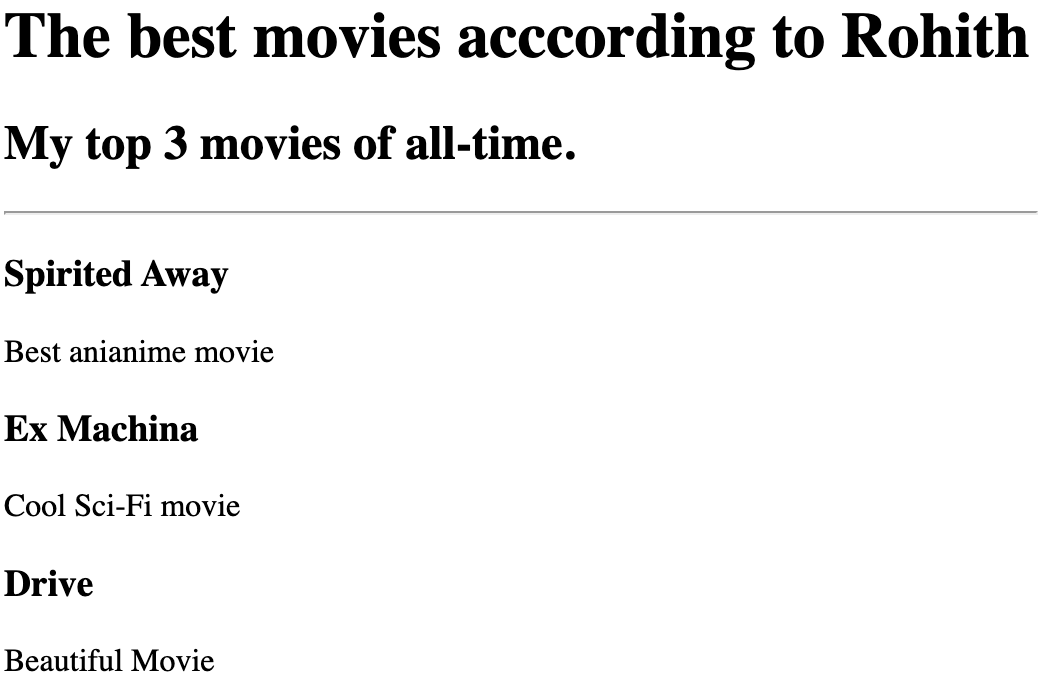 The best movies acccording to Rohith
My top 3 movies of all-time.
Spirited Away
Best anianime movie
Ex Machina
Cool Sci-Fi movie
Drive
Beautiful Movie